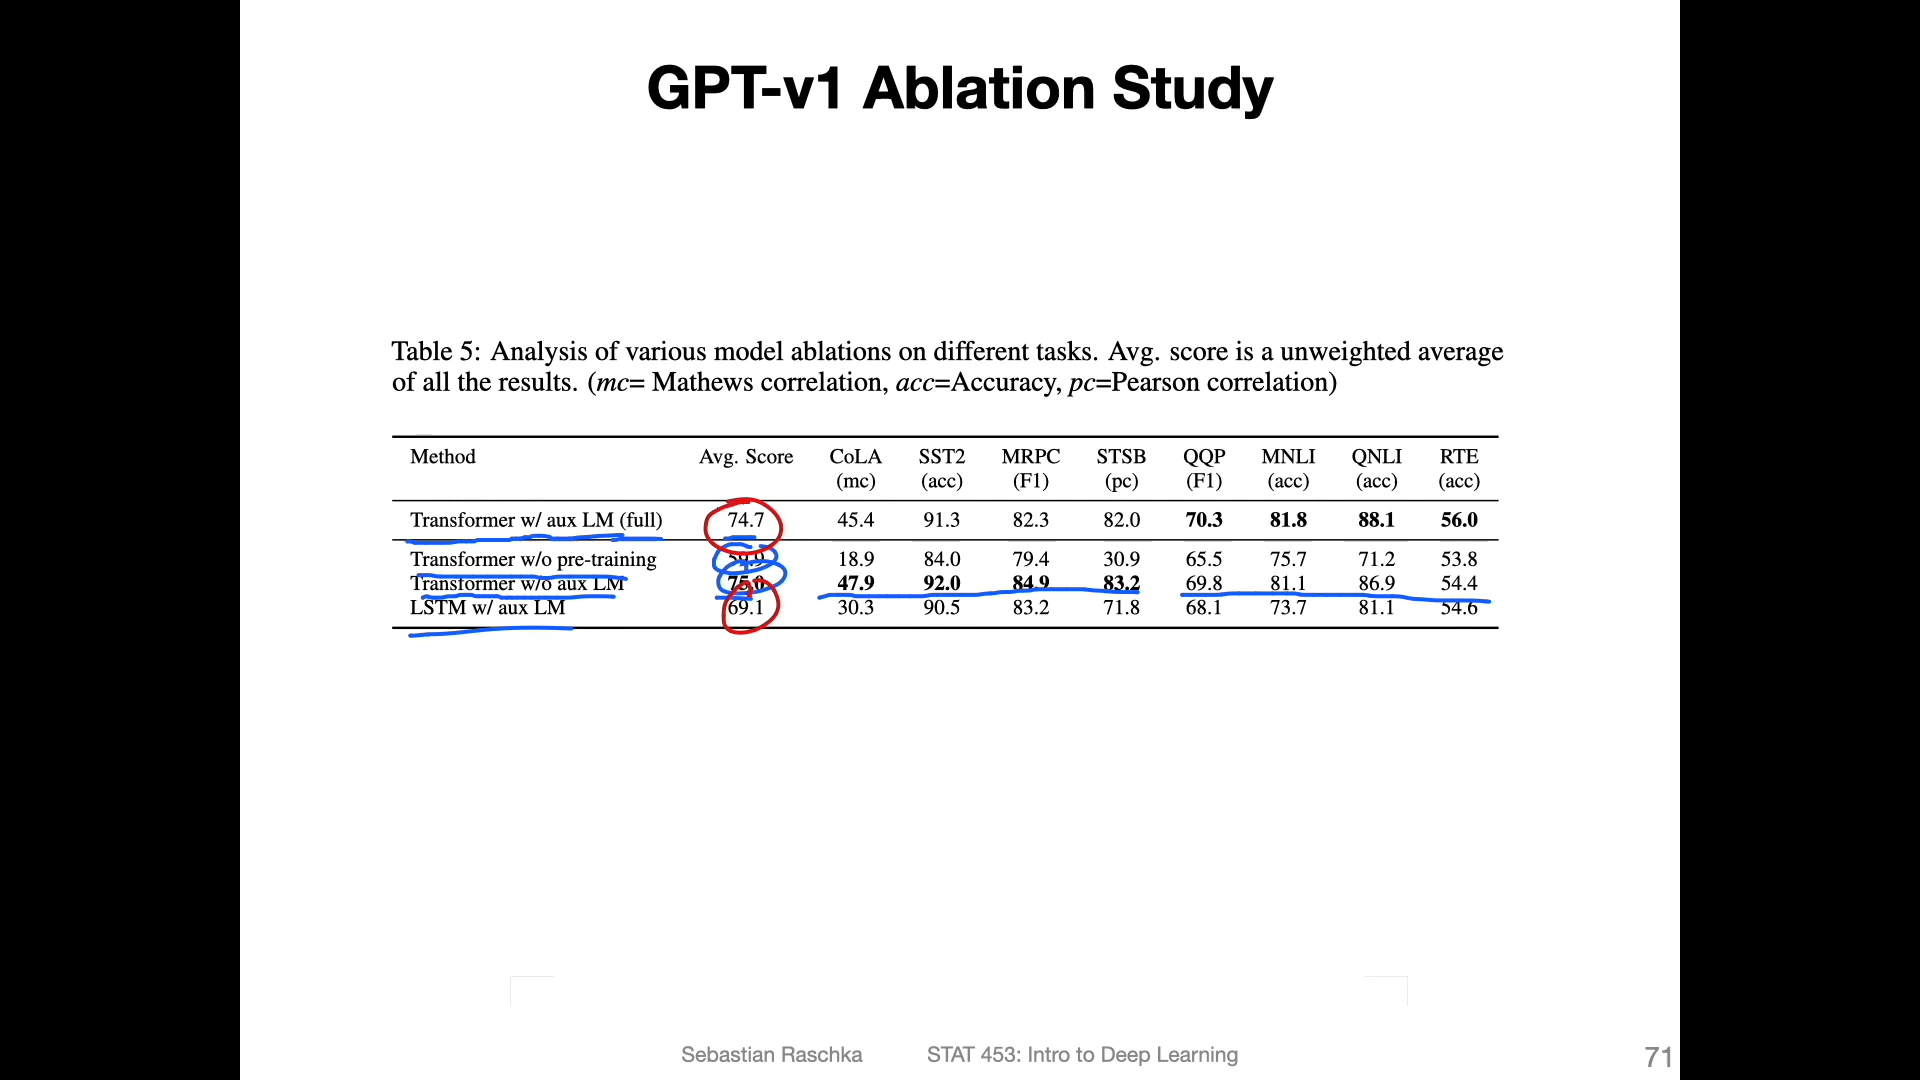 GPT-v1 Ablation Study
Table 5: Analysis of various model ablations on different tasks. Avg. score is a unweighted average
of all the results. (mc= Mathews correlation, acc=Accuracy, pc=Pearson correlation)
Method Avg. Score CoLA SST2 MRPC STSB QQP MNLI QNLI RTE
(mc) (acc) (F1) (pc) (F1) (acc) (acc) (acc)
Transformer w/ aux LM (full) 74.7 45.4 91.3 82.3 82.0 70.3 81.8 88.1 56.0
Transformer w/o pre-training 59.9 18.9 84.0 79.4 30.9 65.5 75.7 71.2 53.8
Transformer w/o aux LM 75.0 47.9 92.0 84.9 83.2 69.8 81.1 86.9 54.4
LSTM w/ aux LM 69.1 30.3 90.5 83.2 71.8 68.1 73.7 81.1 54.6
Sebastian Raschka STAT 453: Intro to Deep Learning 71